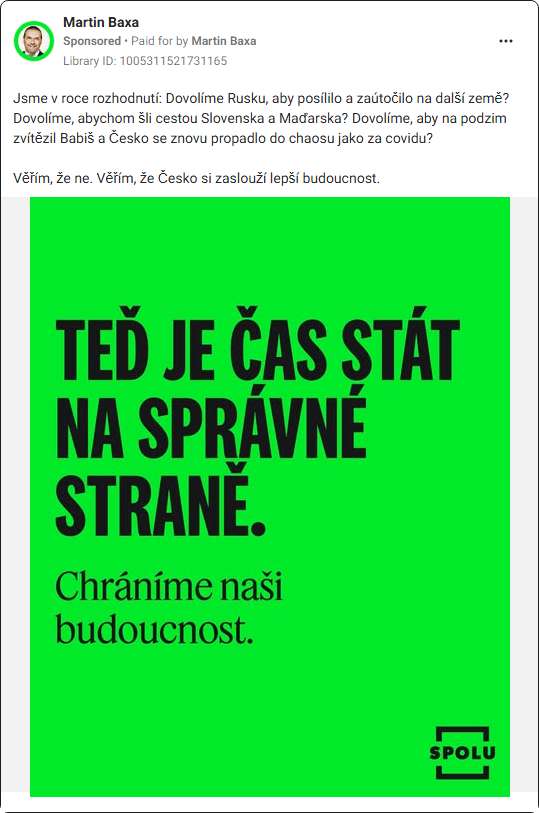 Martin Baxa
Sponsored • Paid for by Martin Baxa
Library ID: 1005311521731165
Jsme v roce rozhodnutí: Dovolíme Rusku, aby posílilo a zaútočilo na další země?
Dovolíme, abychom šli cestou Slovenska a Maďarska? Dovolíme, aby na podzim
zvítězil Babiš a Česko se znovu propadlo do chaosu jako za covidu?
Věřím, že ne. Věřím, že Česko si zaslouží lepší budoucnost.
TEĎ JE ČAS STÁT
NA SPRÁVNÉ
STRANĚ.
Chráníme naši
budoucnost.
SPOLU